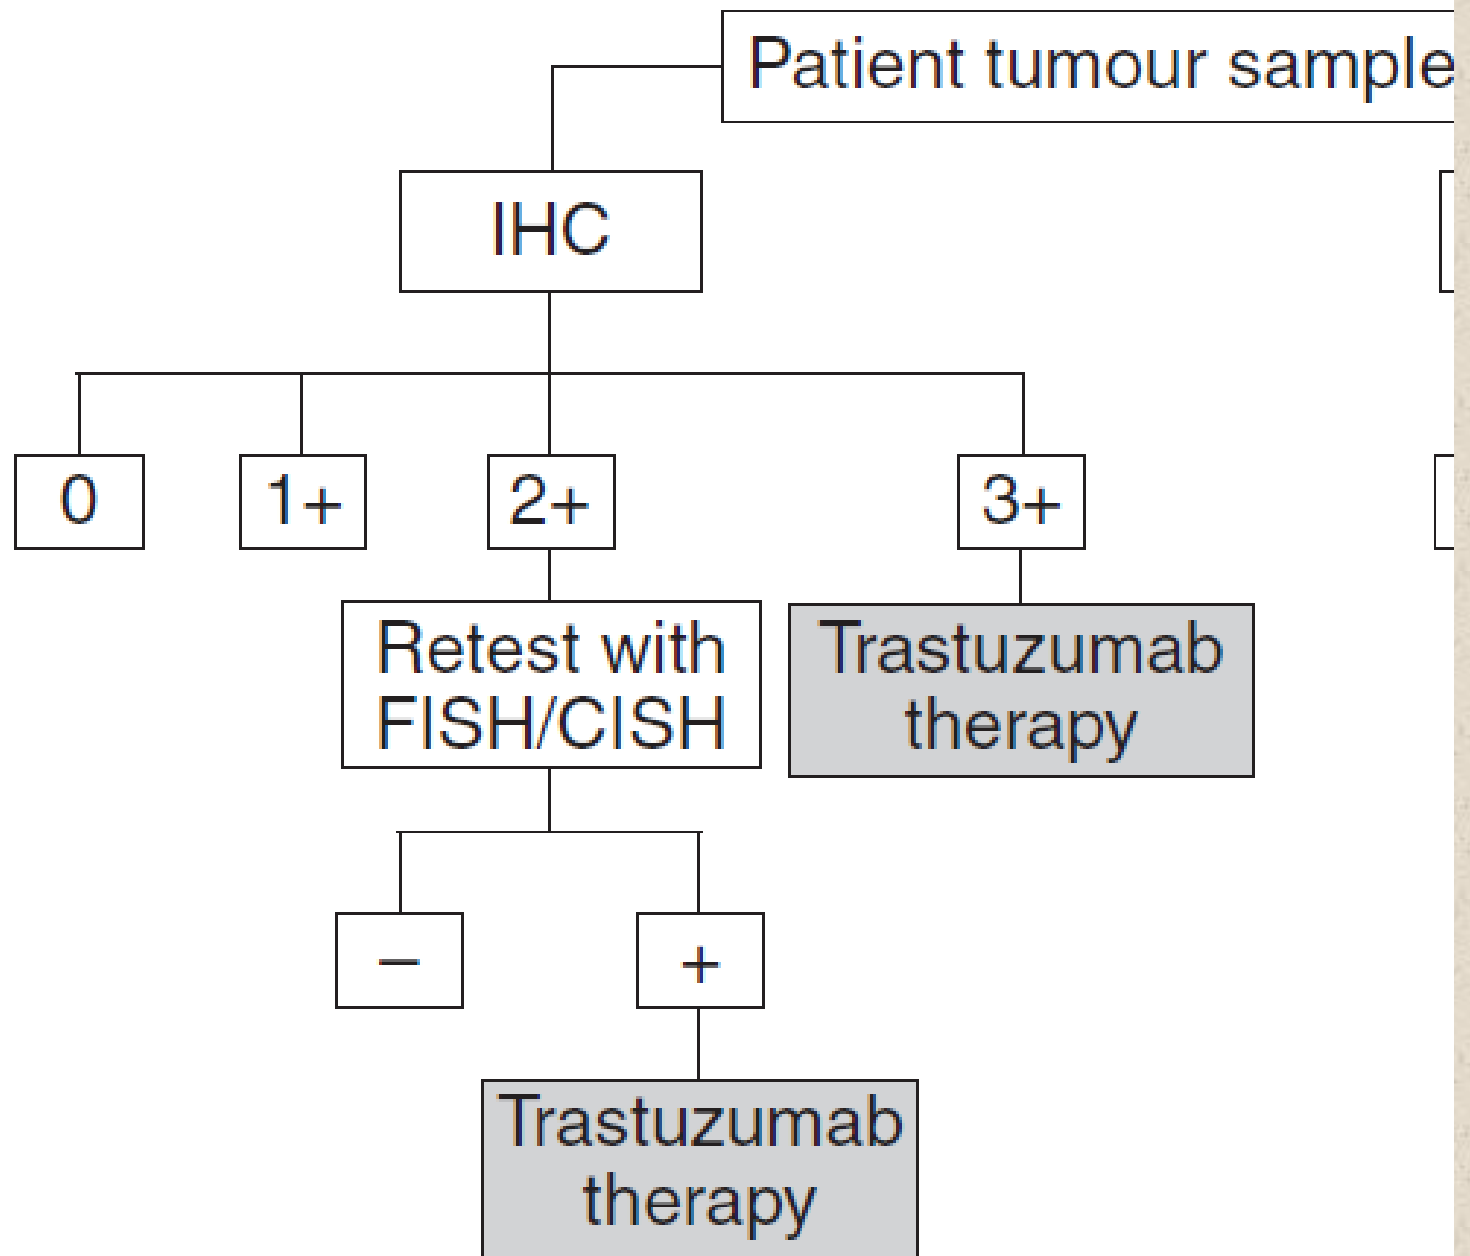 Patient tumour sample
IHC
0
1+
2+
3+
Retest with
FISH/CISH
Trastuzumab
therapy
–
+
Trastuzumab
therapy